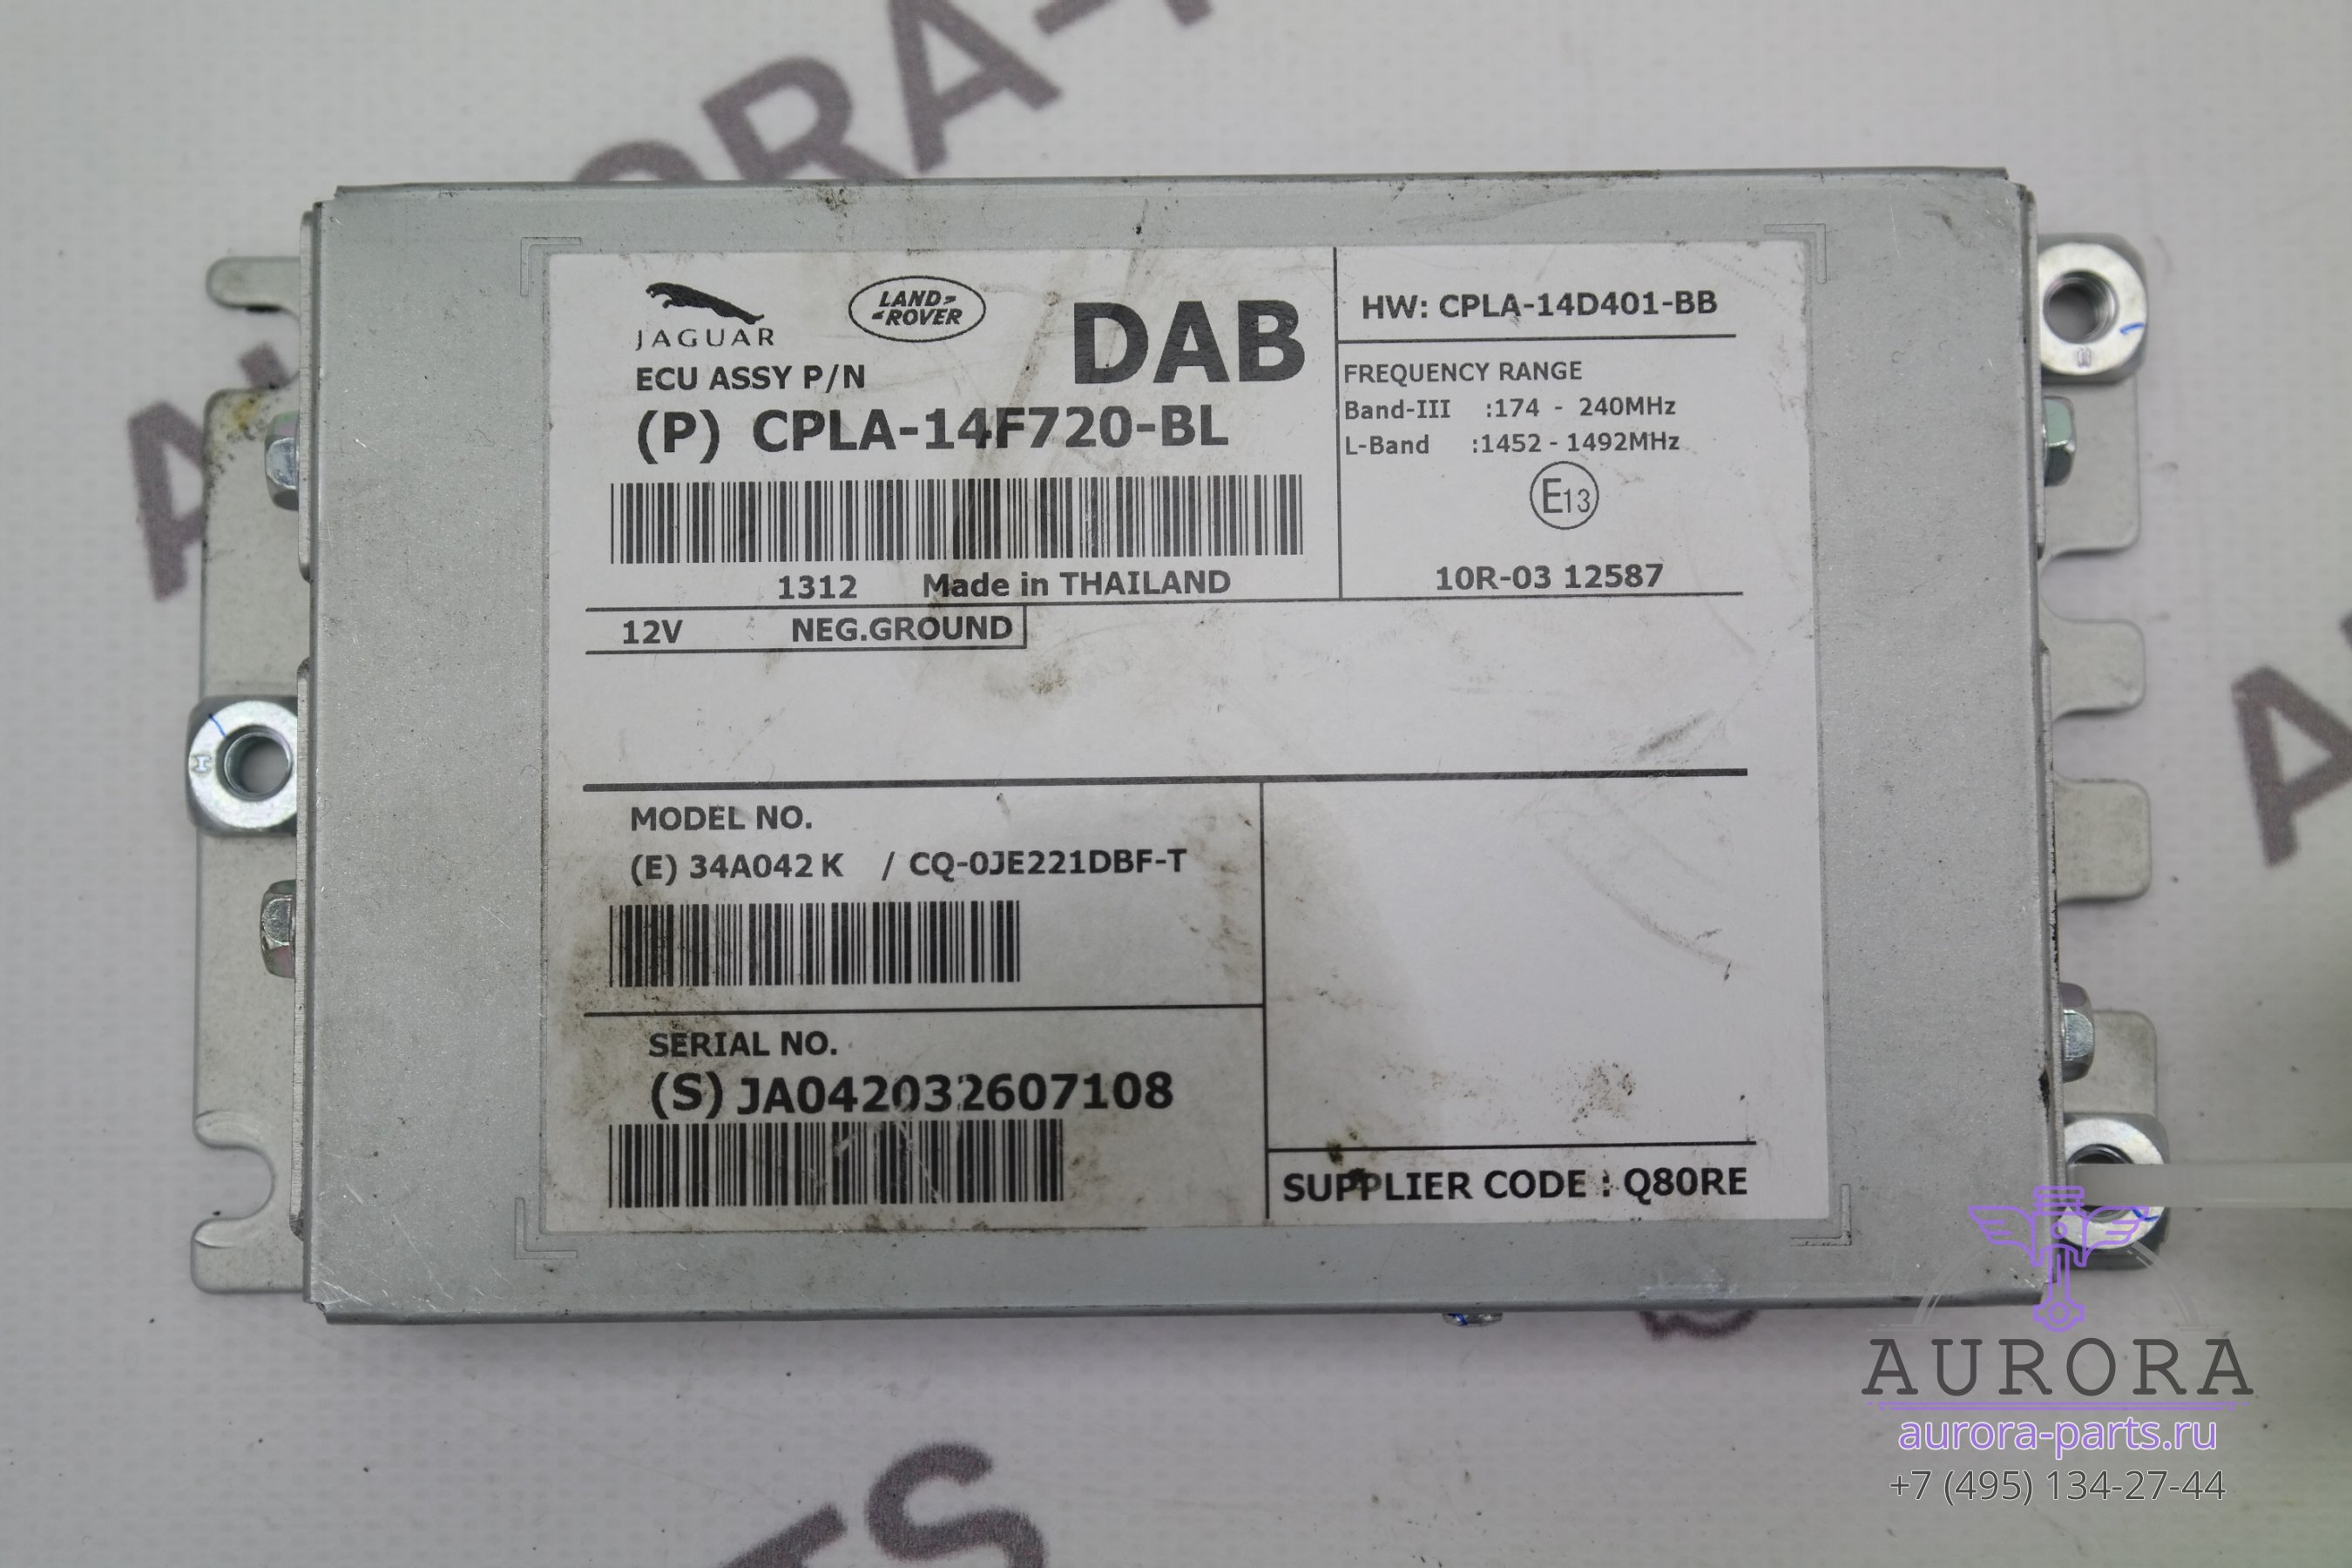 JAGUAR
LAND-
-ROVER
DAB
ECU ASSY P/N
(P) CPLA-14F720-BL
1312 Made in THAILAND
HW: CPLA-14D401-BB
FREQUENCY RANGE
Band-III :174 - 240MHz
L-Band :1452 - 1492MHz
E13
10R-03 12587
12V NEG.GROUND
MODEL NO.
(E) 34A042 K / CQ-0JE221DBF-T
SERIAL NO.
(S) JA042032607108
SUPPLIER CODE : Q80RE
AURORA
aurora-parts.ru
+7 (495) 134-27-44